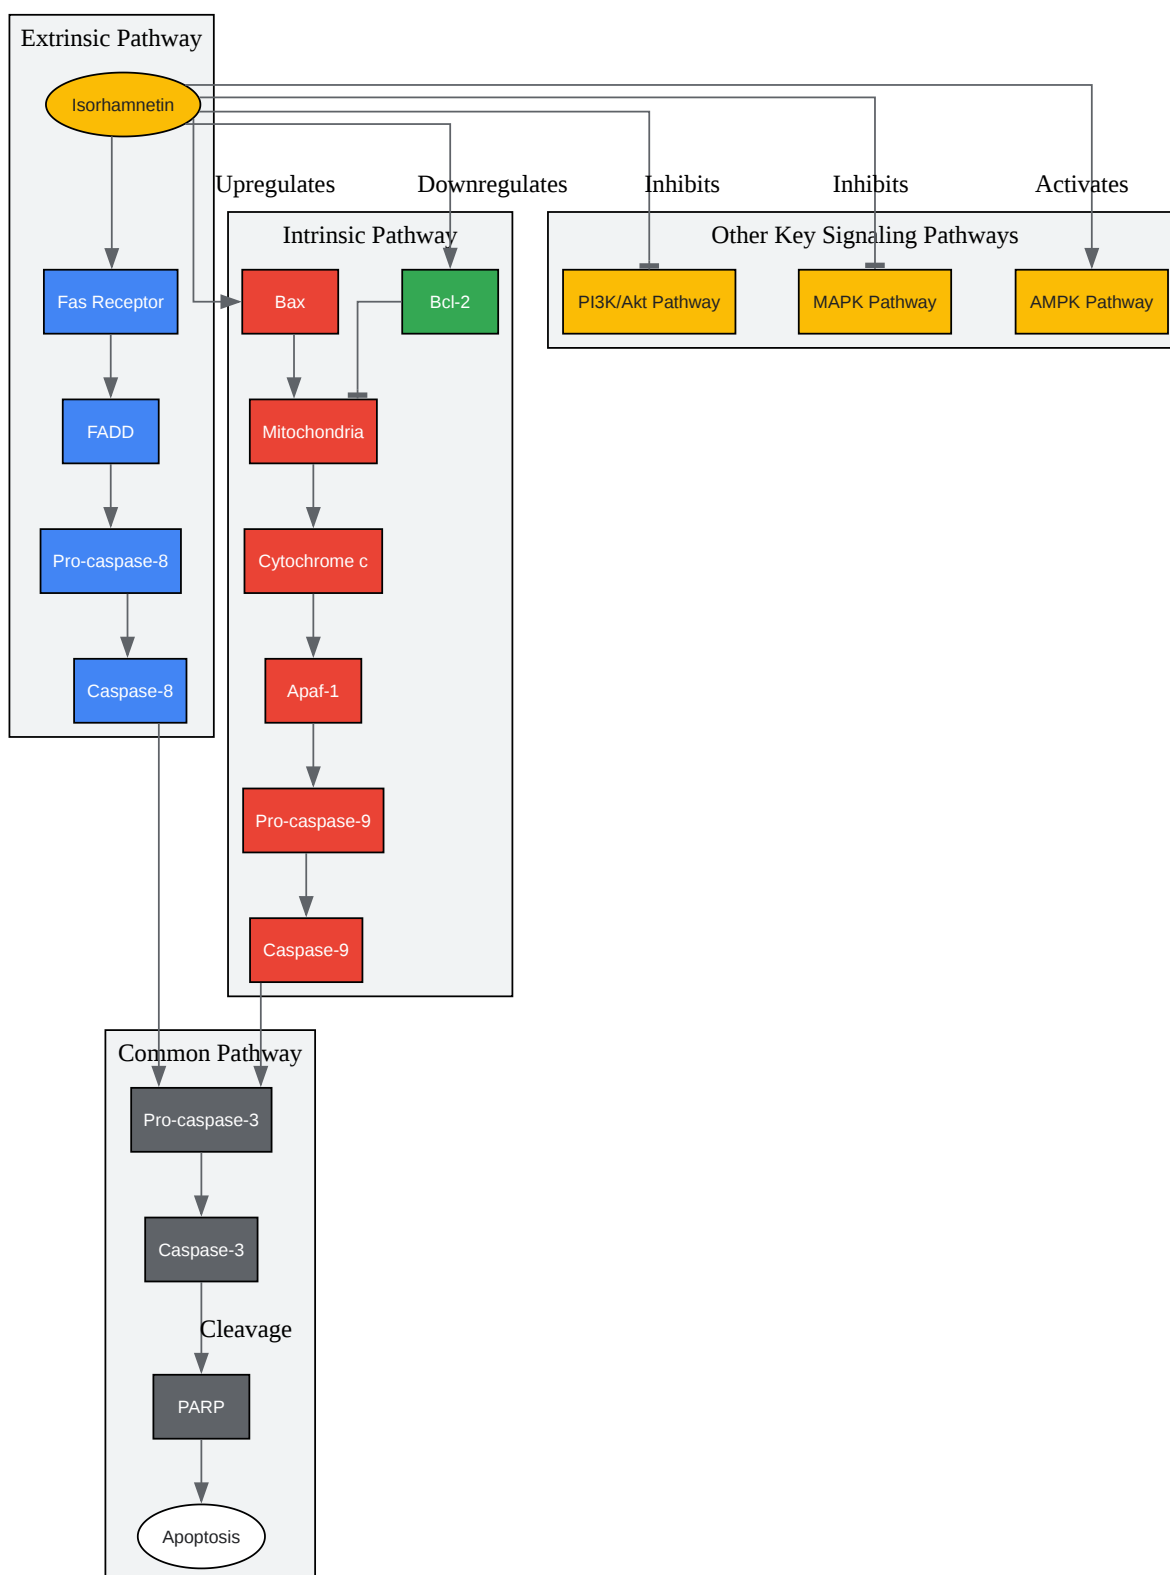 Extrinsic Pathway
Isorhamnetin
Upregulates
Downregulates
Inhibits
Inhibits
Activates
Intrinsic Pathway
Other Key Signaling Pathways
Fas Receptor
Bax
Bcl-2
PI3K/Akt Pathway
MAPK Pathway
AMPK Pathway
FADD
Mitochondria
Pro-caspase-8
Cytochrome c
Caspase-8
Apaf-1
Pro-caspase-9
Caspase-9
Common Pathway
Pro-caspase-3
Caspase-3
Cleavage
PARP
Apoptosis